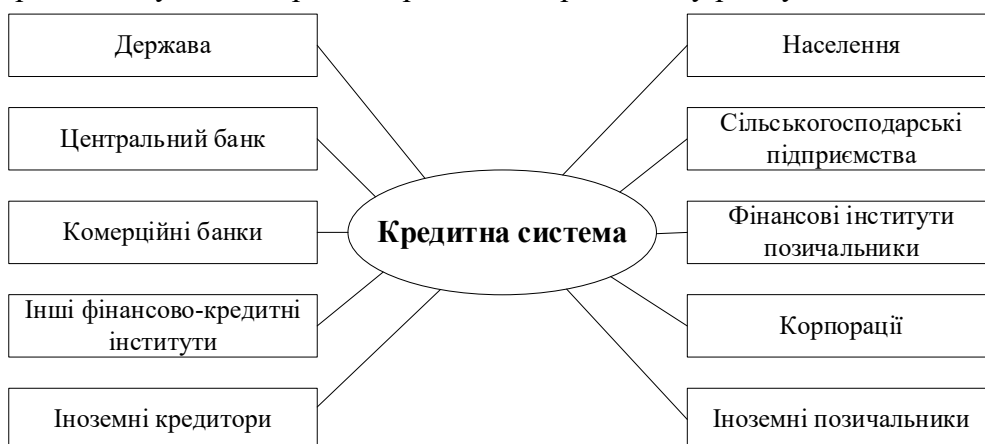 Держава
Центральний банк
Комерційні банки
Інші фінансово-кредитні
інститути
Іноземні кредитори
Кредитна система
Населення
Сільськогосподарські
підприємства
Фінансові інститути
позичальники
Корпорації
Іноземні позичальники